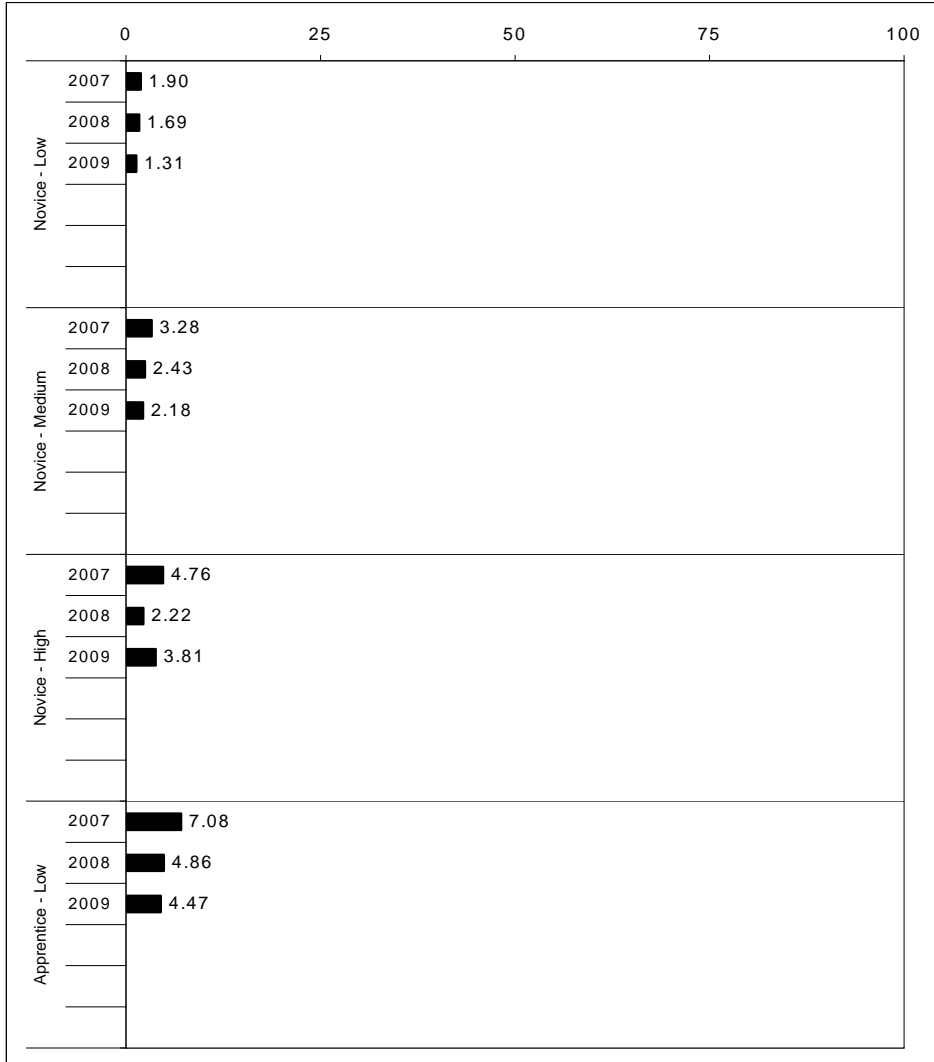 0 25 50 75 100
Novice - Low
2007 1.90
2008 1.69
2009 1.31
Novice - Medium
2007 3.28
2008 2.43
2009 2.18
Novice - High
2007 4.76
2008 2.22
2009 3.81
Apprentice - Low
2007 7.08
2008 4.86
2009 4.47